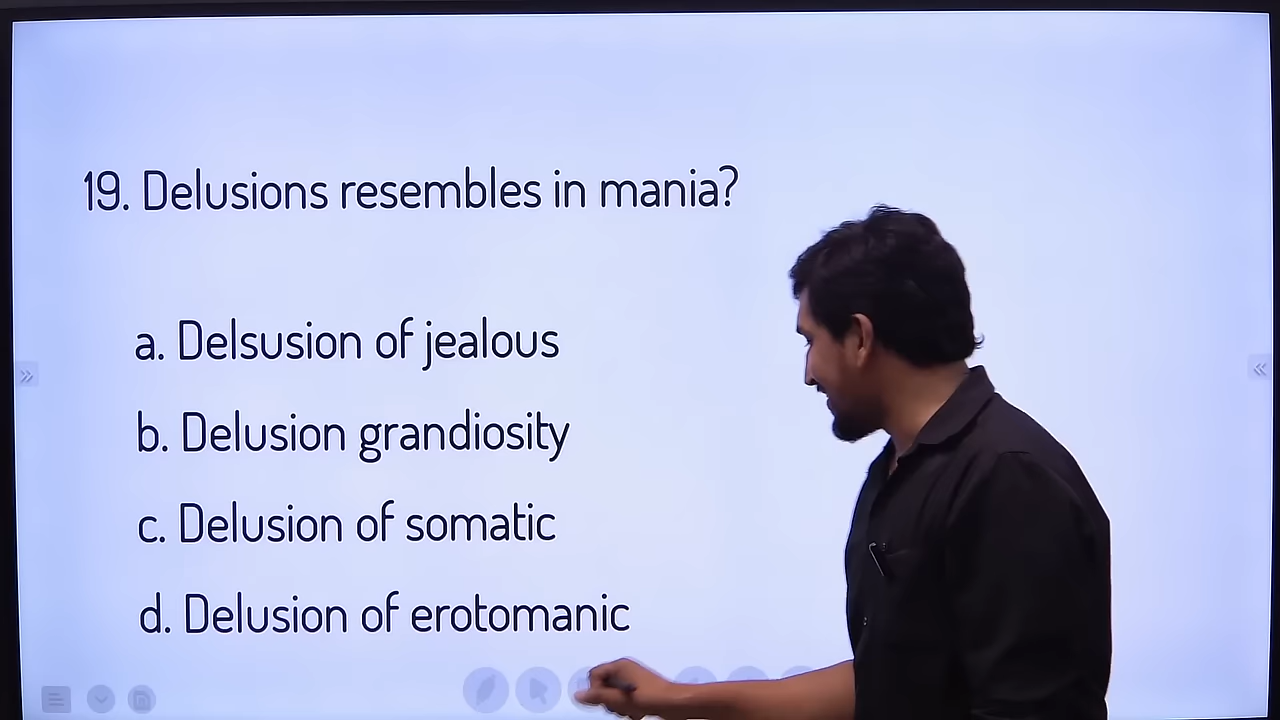 19. Delusions resembles in mania?
a. Delsusion of jealous
b. Delusion grandiosity
c. Delusion of somatic
d. Delusion of erotomanic